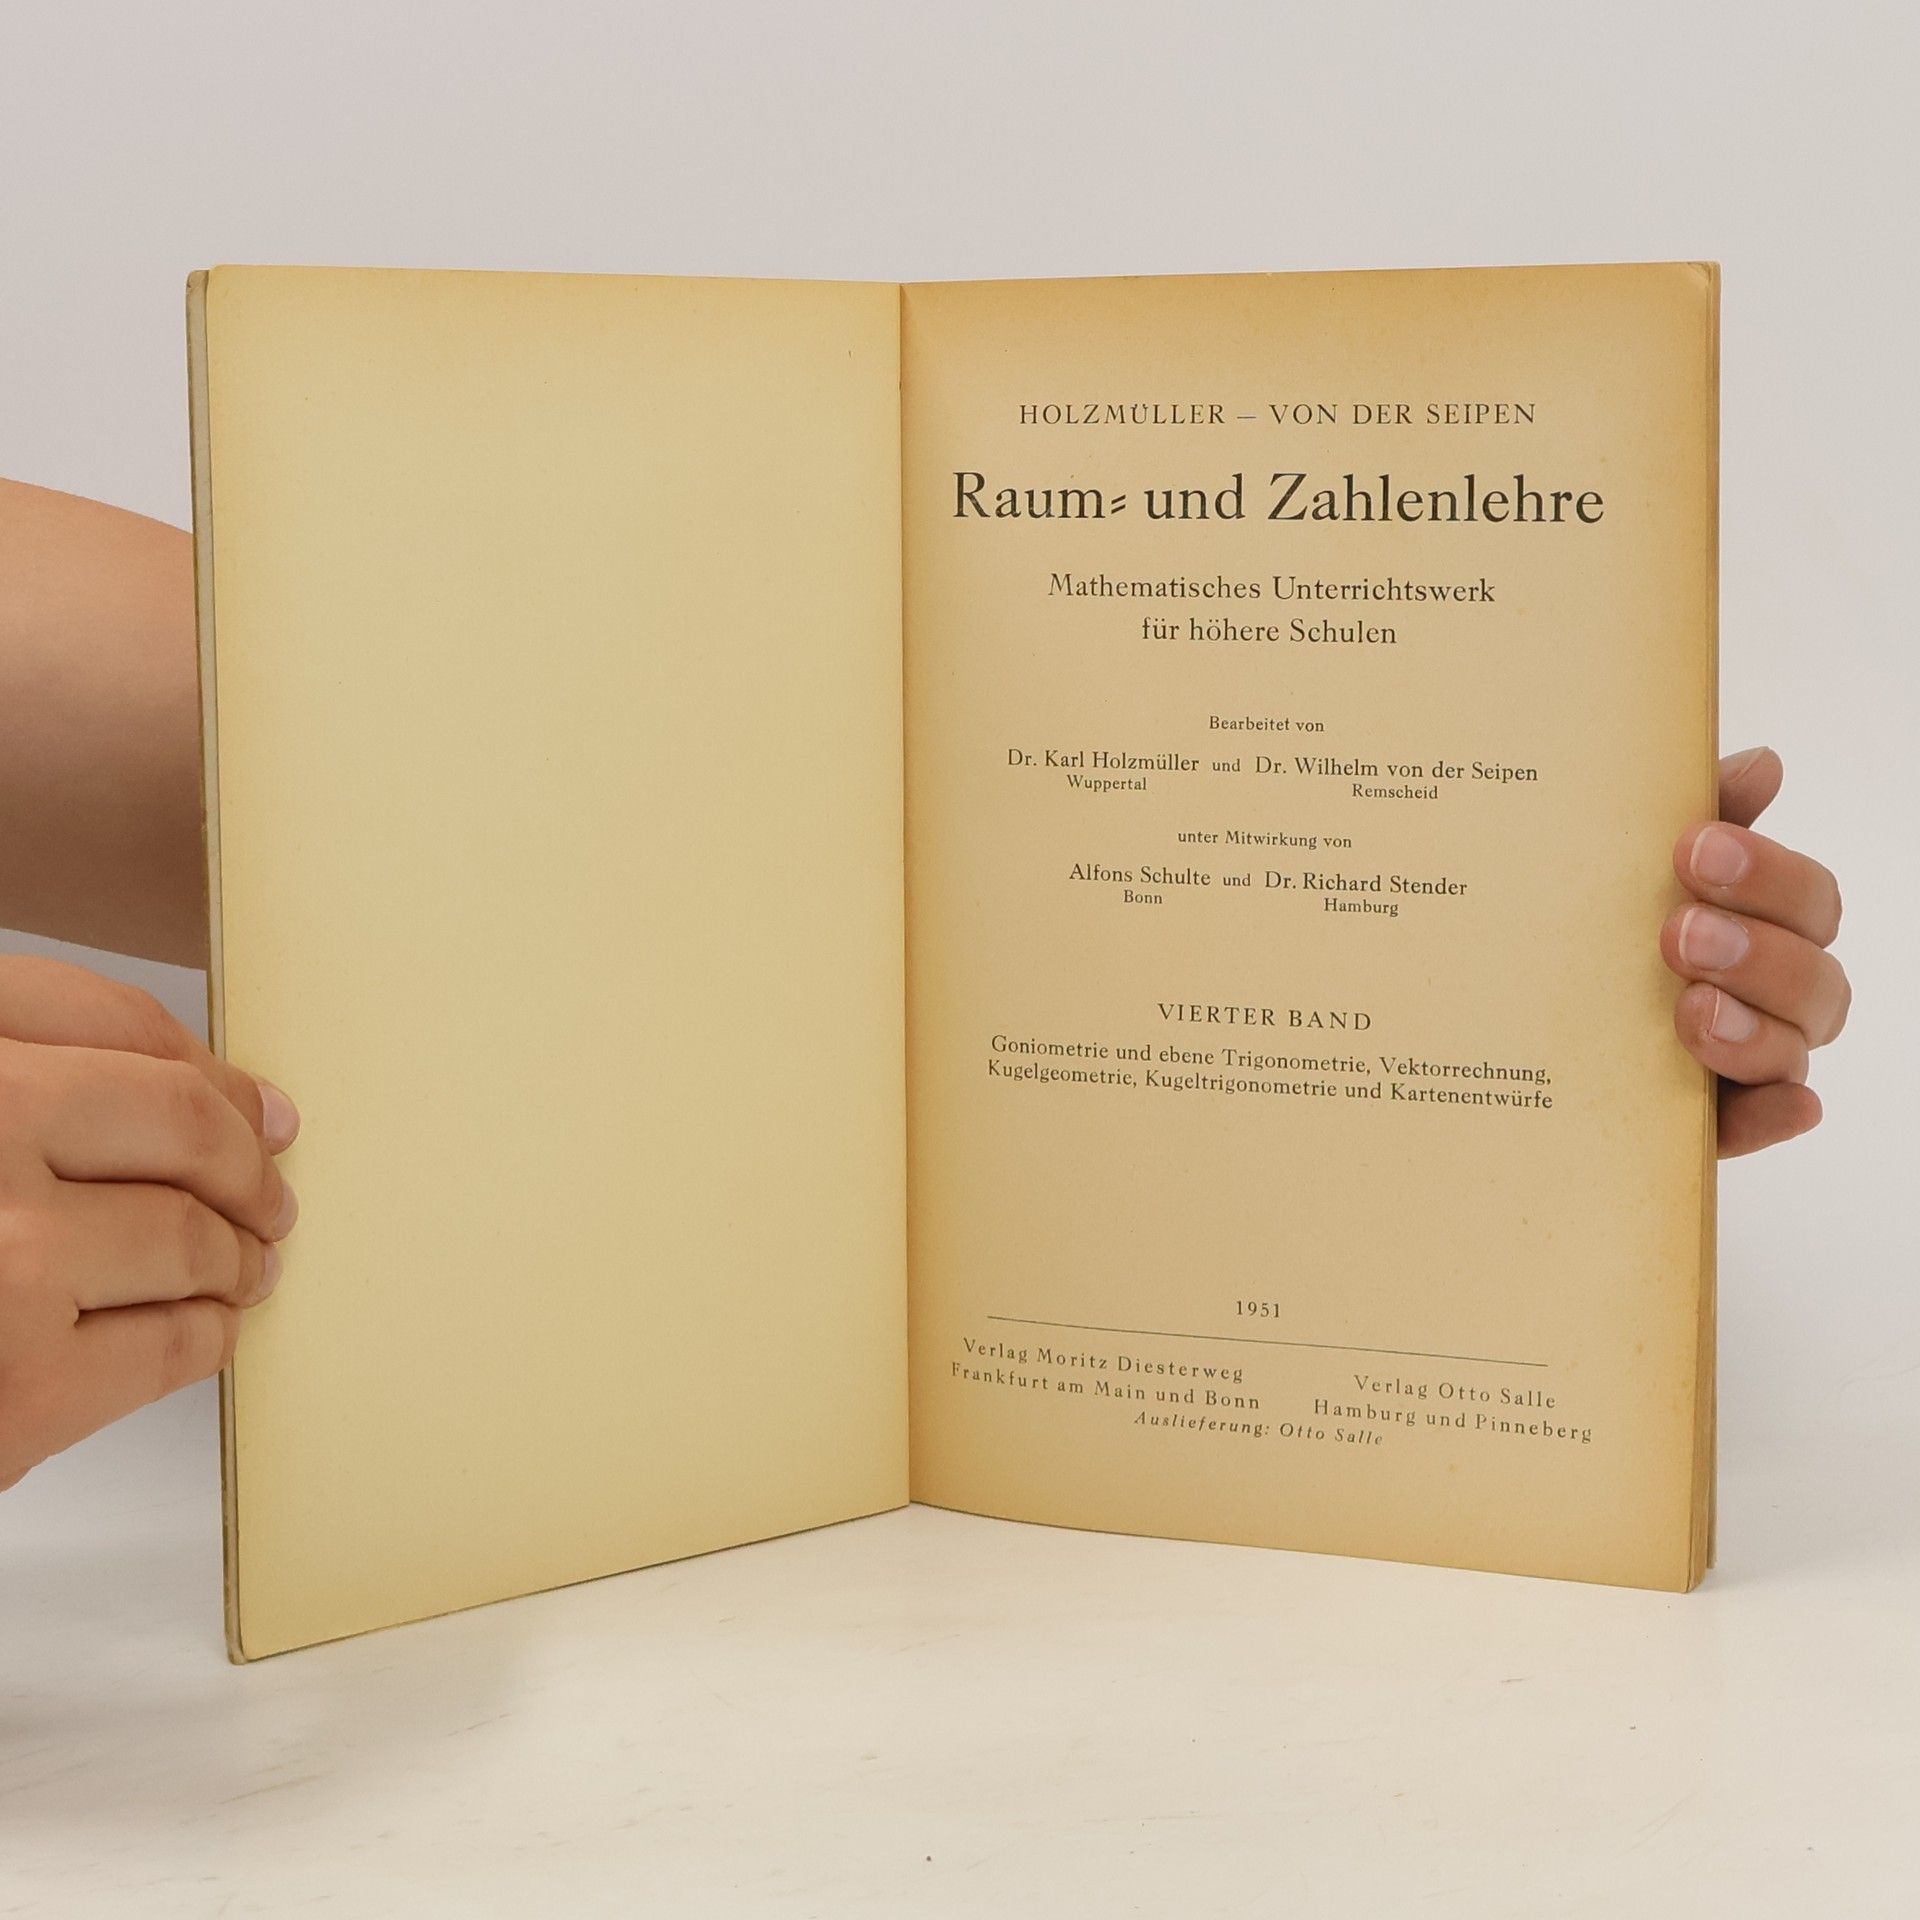 HOLZMÜLLER – VON DER SEIPEN
Raum- und Zahlenlehre
Mathematisches Unterrichtswerk
für höhere Schulen
Bearbeitet von
Dr. Karl Holzmüller und Dr. Wilhelm von der Seipen
Wuppertal Remscheid
unter Mitwirkung von
Alfons Schulte und Dr. Richard Stender
Bonn Hamburg
VIERTER BAND
Goniometrie und ebene Trigonometrie, Vektorrechnung,
Kugelgeometrie, Kugeltrigonometrie und Kartenentwürfe
1951
Verlag Moritz Diesterweg
Frankfurt am Main und Bonn
Verlag Otto Salle
Hamburg und Pinneberg
Auslieferung: Otto Salle